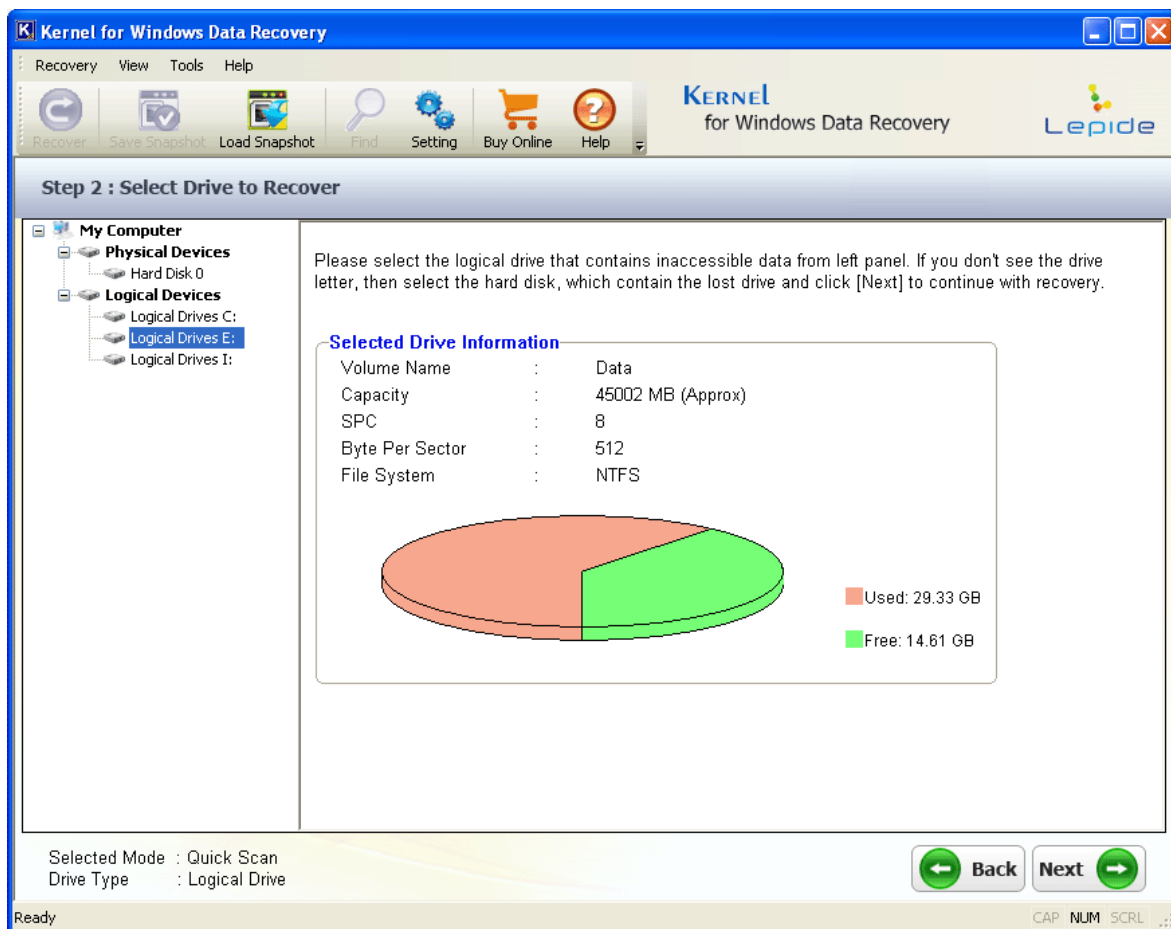 Kernel for Windows Data Recovery
Recovery View Tools Help
Recover Save Snapshot Load Snapshot Find Setting Buy Online Help
KERNEL
for Windows Data Recovery
Lepide
Step 2 : Select Drive to Recover
My Computer
Physical Devices
Hard Disk 0
Logical Devices
Logical Drives C:
Logical Drives E:
Logical Drives I:
Please select the logical drive that contains inaccessible data from left panel. If you don't see the drive
letter, then select the hard disk, which contain the lost drive and click [Next] to continue with recovery.
Selected Drive Information
Volume Name : Data
Capacity : 45002 MB (Approx)
SPC : 8
Byte Per Sector : 512
File System : NTFS
Used: 29.33 GB
Free: 14.61 GB
Selected Mode : Quick Scan
Drive Type : Logical Drive
Back Next
Ready
CAP NUM SCRL